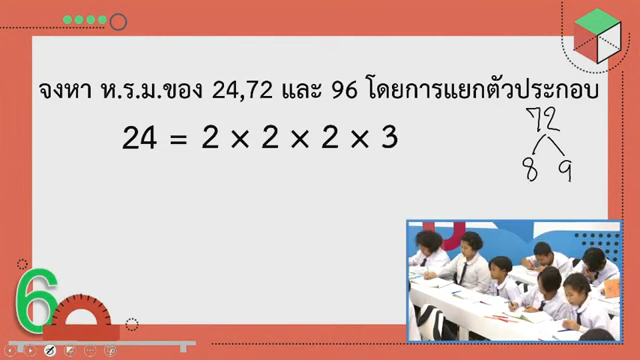 จงหา ห.ร.ม.ของ 24,72 และ 96 โดยการแยกตัวประกอบ
24 = 2 × 2 × 2 × 3
72
8 9
6